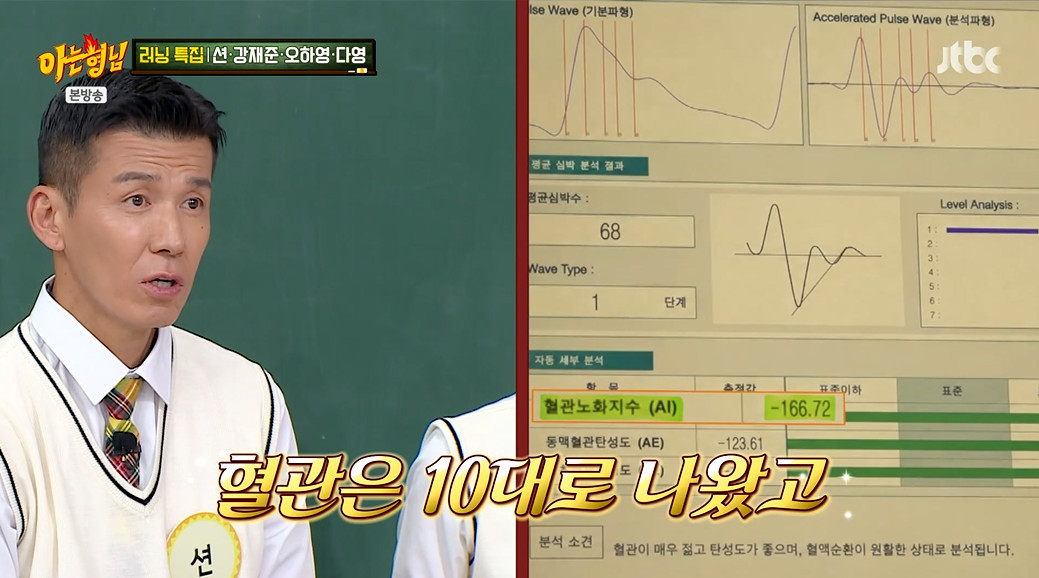 아는형님
본방송
러닝 특집 | 션·강재준·오하영·다영
jtbc
lse Wave (기본파형)
Accelerated Pulse Wave (분석파형)
평균 심박 분석 결과
평균심박수 :
68
Wave Type :
1 단계
Level Analysis :
1 :
2 :
3 :
4 :
5 :
6 :
7 :
자동 세부 분석
항 목 측정값 표준이하 표준
혈관노화지수 (AI) -166.72
동맥혈관탄성도 (AE) -123.61
혈관은 10대로 나왔고
션
분석 소견
혈관이 매우 젊고 탄성도가 좋으며, 혈액순환이 원활한 상태로 분석됩니다.